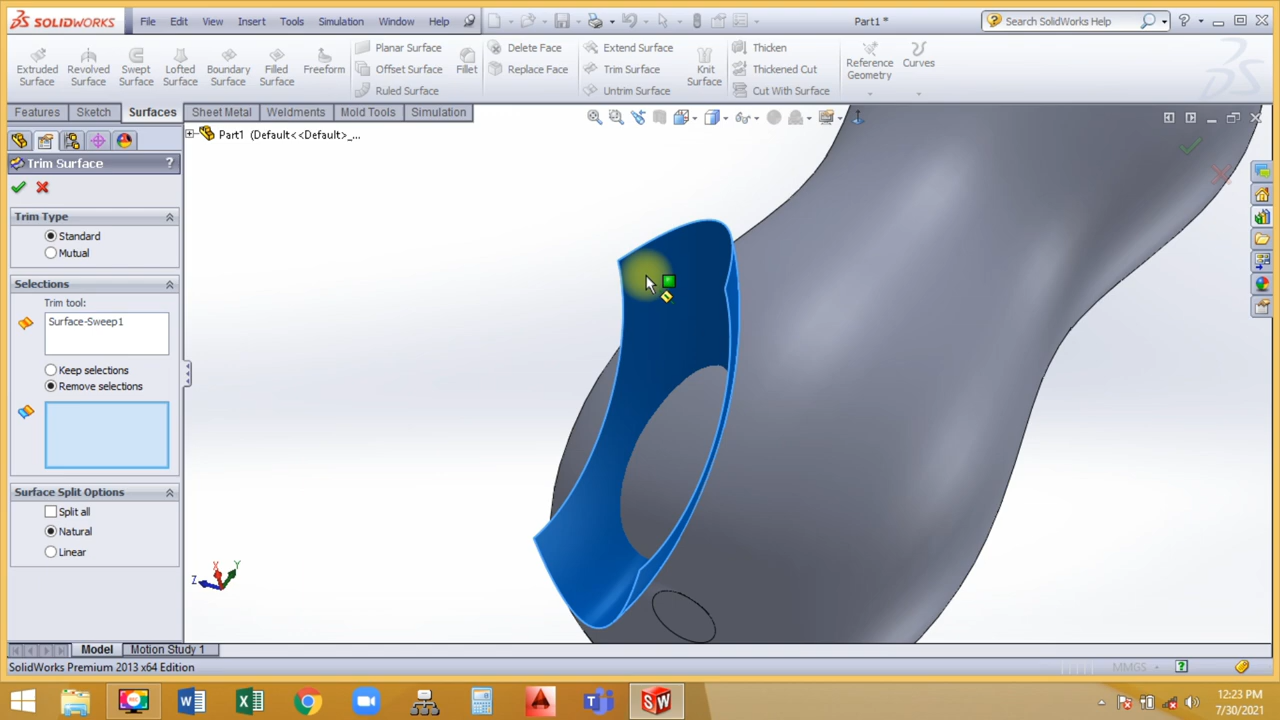 SOLIDWORKS File Edit View Insert Tools Simulation Window Help Part1 * Search SolidWorks Help
Extruded Surface Revolved Surface Swept Surface Lofted Surface Boundary Surface Filled Surface Freeform Planar Surface Offset Surface Ruled Surface Fillet Delete Face Replace Face Extend Surface Trim Surface Untrim Surface Knit Surface Thicken Thickened Cut Cut With Surface Reference Geometry Curves
Features Sketch Surfaces Sheet Metal Weldments Mold Tools Simulation
Part1 (Default<<Default>_...
Trim Surface ?
Trim Type
Standard
Mutual
Selections
Trim tool:
Surface-Sweep1
Keep selections
Remove selections
Surface Split Options
Split all
Natural
Linear
X
Y
Z
Model Motion Study 1
SolidWorks Premium 2013 x64 Edition MMGS
12:23 PM
7/30/2021